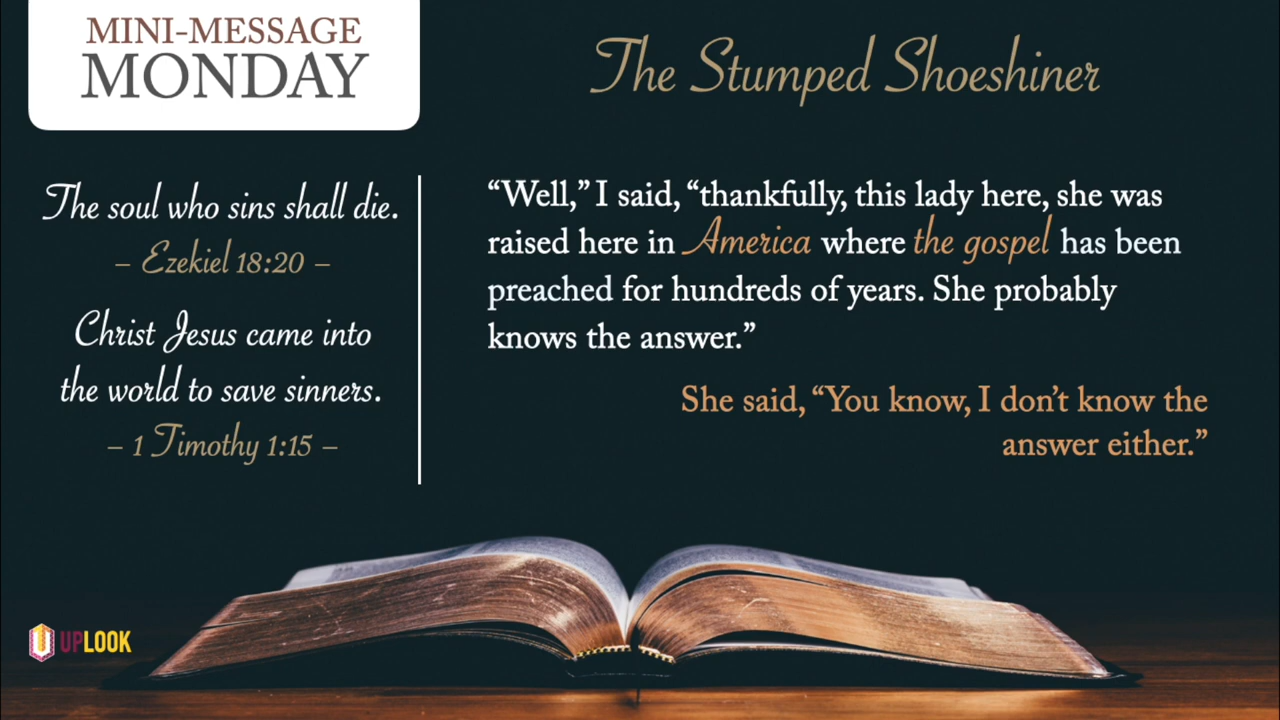 MINI-MESSAGE
MONDAY
The Stumped Shoeshiner
The soul who sins shall die.
– Ezekiel 18:20 –
Christ Jesus came into
the world to save sinners.
– 1 Timothy 1:15 –
“Well,” I said, “thankfully, this lady here, she was
raised here in America where the gospel has been
preached for hundreds of years. She probably
knows the answer.”
She said, “You know, I don’t know the
answer either.”
UPLOOK